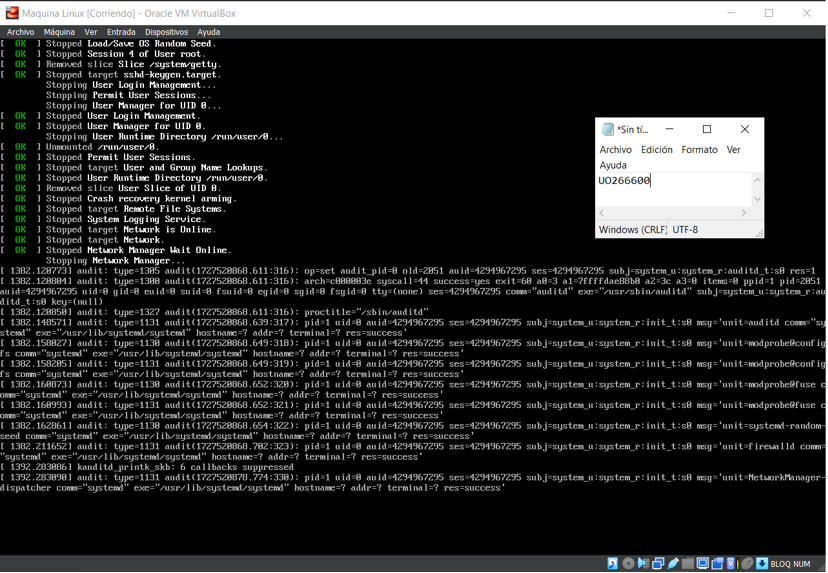 Maquina Linux [Corriendo] - Oracle VM VirtualBox
Archivo Máquina Ver Entrada Dispositivos Ayuda
[ OK ] Stopped Load/Save OS Random Seed.
[ OK ] Stopped Session 4 of User root.
[ OK ] Removed slice Slice /system/getty.
[ OK ] Stopped target sshd-keygen.target.
Stopping User Login Management...
Stopping Permit User Sessions...
Stopping User Manager for UID 0...
[ OK ] Stopped User Login Management.
[ OK ] Stopped User Manager for UID 0.
Stopping User Runtime Directory /run/user/0...
[ OK ] Unmounted /run/user/0.
[ OK ] Stopped Permit User Sessions.
[ OK ] Stopped target User and Group Name Lookups.
[ OK ] Stopped User Runtime Directory /run/user/0.
[ OK ] Removed slice User Slice of UID 0.
[ OK ] Stopped Crash recovery kernel arming.
[ OK ] Stopped target Remote File Systems.
[ OK ] Stopped System Logging Service.
[ OK ] Stopped target Network is Online.
[ OK ] Stopped target Network.
[ OK ] Stopped Network Manager Wait Online.
Stopping Network Manager...
[ 1382.120773] audit: type=1305 audit(1727520868.611:316): op=set audit_pid=0 old=2051 auid=4294967295 ses=4294967295 subj=system_u:system_r:auditd_t:s0 res=1
[ 1382.120804] audit: type=1300 audit(1727520868.611:316): arch=c000003e syscall=44 success=yes exit=60 a0=3 a1=7ffffdae88b0 a2=3c a3=0 items=0 ppid=1 pid=2051
auid=4294967295 uid=0 gid=0 euid=0 suid=0 fsuid=0 egid=0 sgid=0 fsgid=0 tty=(none) ses=4294967295 comm="auditd" exe="/usr/sbin/auditd" subj=system_u:system_r:au
ditd_t:s0 key=(null)
[ 1382.120850] audit: type=1327 audit(1727520868.611:316): proctitle="/sbin/auditd"
[ 1382.148571] audit: type=1131 audit(1727520868.639:317): pid=1 uid=0 auid=4294967295 ses=4294967295 subj=system_u:system_r:init_t:s0 msg='unit=auditd comm="sy
stemd" exe="/usr/lib/systemd/systemd" hostname=? addr=? terminal=? res=success'
[ 1382.158027] audit: type=1130 audit(1727520868.649:318): pid=1 uid=0 auid=4294967295 ses=4294967295 subj=system_u:system_r:init_t:s0 msg='unit=modprobe@config
fs comm="systemd" exe="/usr/lib/systemd/systemd" hostname=? addr=? terminal=? res=success'
[ 1382.158205] audit: type=1131 audit(1727520868.649:319): pid=1 uid=0 auid=4294967295 ses=4294967295 subj=system_u:system_r:init_t:s0 msg='unit=modprobe@config
fs comm="systemd" exe="/usr/lib/systemd/systemd" hostname=? addr=? terminal=? res=success'
[ 1382.160873] audit: type=1130 audit(1727520868.652:320): pid=1 uid=0 auid=4294967295 ses=4294967295 subj=system_u:system_r:init_t:s0 msg='unit=modprobe@fuse c
omm="systemd" exe="/usr/lib/systemd/systemd" hostname=? addr=? terminal=? res=success'
[ 1382.160993] audit: type=1131 audit(1727520868.652:321): pid=1 uid=0 auid=4294967295 ses=4294967295 subj=system_u:system_r:init_t:s0 msg='unit=modprobe@fuse c
omm="systemd" exe="/usr/lib/systemd/systemd" hostname=? addr=? terminal=? res=success'
[ 1382.162861] audit: type=1131 audit(1727520868.654:322): pid=1 uid=0 auid=4294967295 ses=4294967295 subj=system_u:system_r:init_t:s0 msg='unit=systemd-random-
seed comm="systemd" exe="/usr/lib/systemd/systemd" hostname=? addr=? terminal=? res=success'
[ 1382.211652] audit: type=1131 audit(1727520868.702:323): pid=1 uid=0 auid=4294967295 ses=4294967295 subj=system_u:system_r:init_t:s0 msg='unit=firewalld comm=
"systemd" exe="/usr/lib/systemd/systemd" hostname=? addr=? terminal=? res=success'
[ 1392.283086] kauditd_printk_skb: 6 callbacks suppressed
[ 1392.283090] audit: type=1131 audit(1727520878.774:330): pid=1 uid=0 auid=4294967295 ses=4294967295 subj=system_u:system_r:init_t:s0 msg='unit=NetworkManager-
dispatcher comm="systemd" exe="/usr/lib/systemd/systemd" hostname=? addr=? terminal=? res=success'
*Sin tí...
Archivo Edición Formato Ver
Ayuda
UO266600
Windows (CRLF) UTF-8
BLOQ NUM